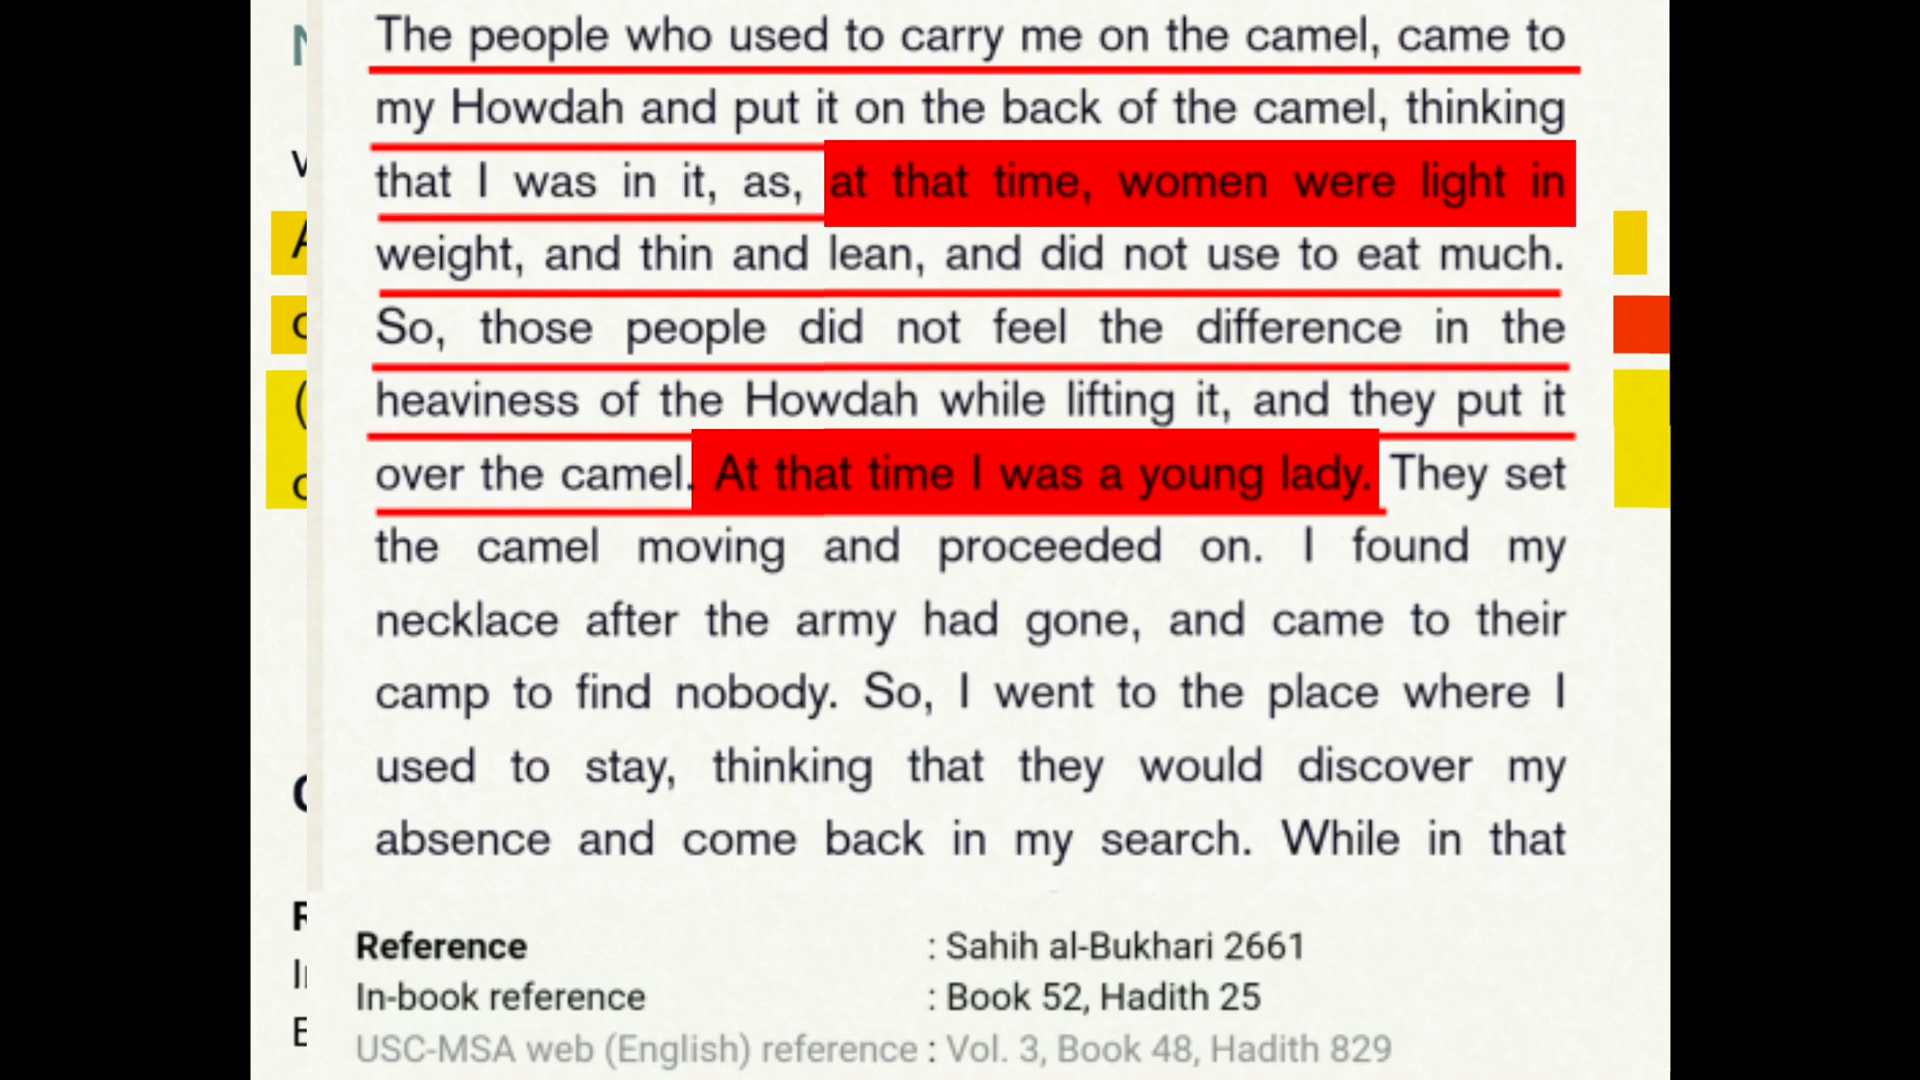 The people who used to carry me on the camel, came to
my Howdah and put it on the back of the camel, thinking
that I was in it, as, at that time, women were light in
weight, and thin and lean, and did not use to eat much.
So, those people did not feel the difference in the
heaviness of the Howdah while lifting it, and they put it
over the camel. At that time I was a young lady. They set
the camel moving and proceeded on. I found my
necklace after the army had gone, and came to their
camp to find nobody. So, I went to the place where I
used to stay, thinking that they would discover my
absence and come back in my search. While in that
Reference : Sahih al-Bukhari 2661
In-book reference : Book 52, Hadith 25
USC-MSA web (English) reference : Vol. 3, Book 48, Hadith 829